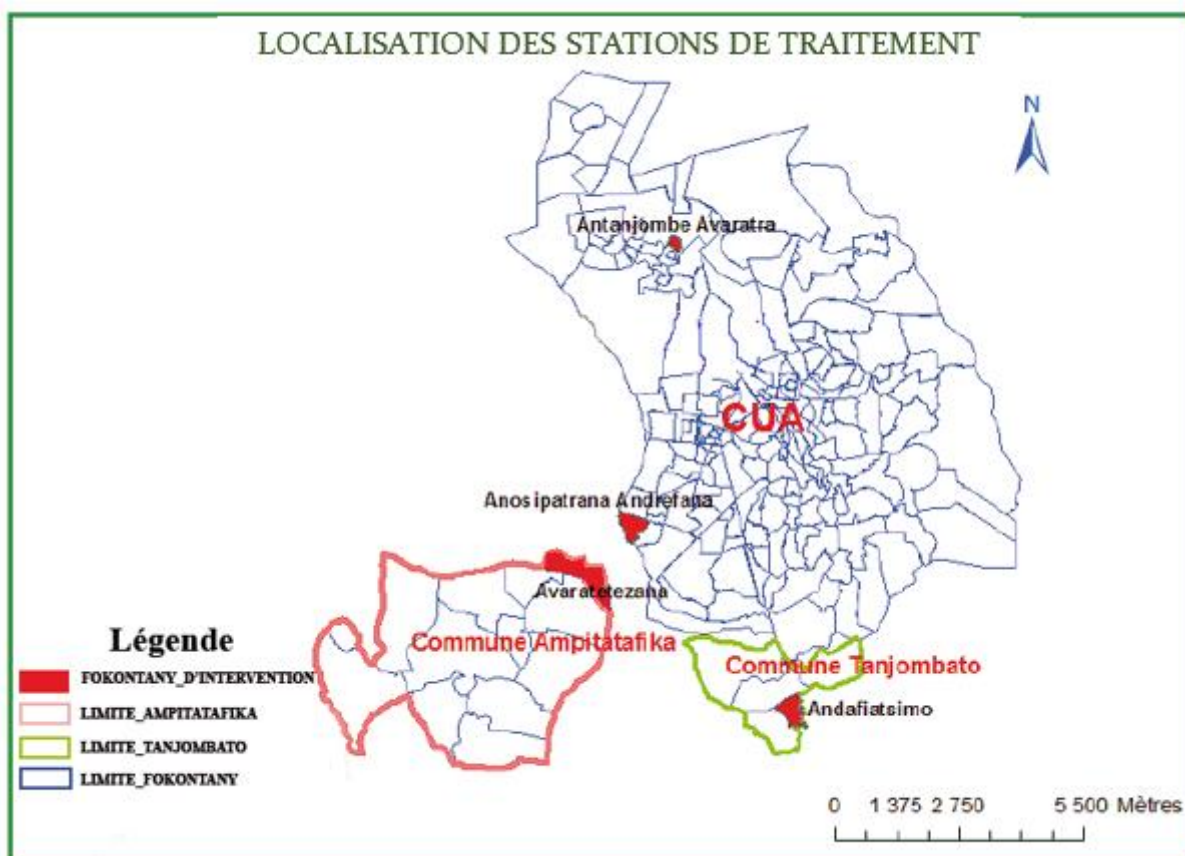 LOCALISATION DES STATIONS DE TRAITEMENT
N
Antanjombe Avaratra
CUA
Anosipatrana Andrefana
Avaratetezana
Commune Ampitatafika
Commune Tanjombato
Andafiatsimo
Légende
FOKONTANY_D'INTERVENTION
LIMITE_AMPITATAFIKA
LIMITE_TANJOMBATO
LIMITE_FOKONTANY
0 1 375 2 750 5 500 Mètres